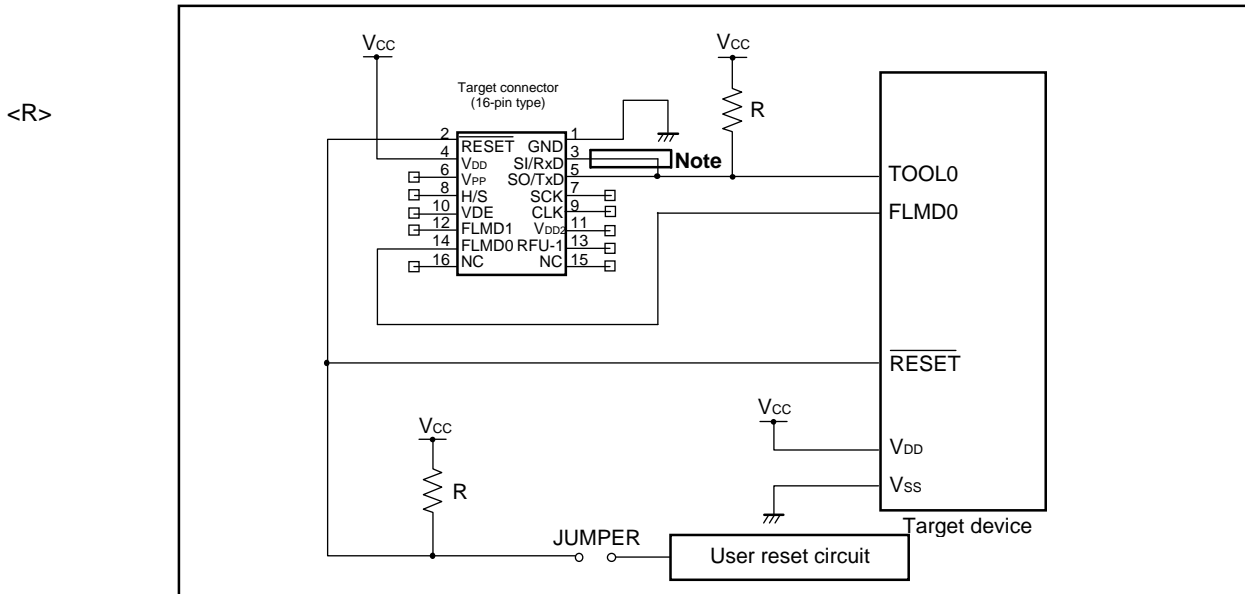 <R>
VCC
VCC
Target connector
(16-pin type)
R
2 RESET GND 1
4 VDD SI/RxD 3 Note
6 VPP SO/TxD 5
8 H/S SCK 7
10 VDE CLK 9
12 FLMD1 VDD2 11
14 FLMD0 RFU-1 13
16 NC NC 15
TOOL0
FLMD0
RESET
VCC
VCC
VDD
R
VSS
Target device
JUMPER
User reset circuit